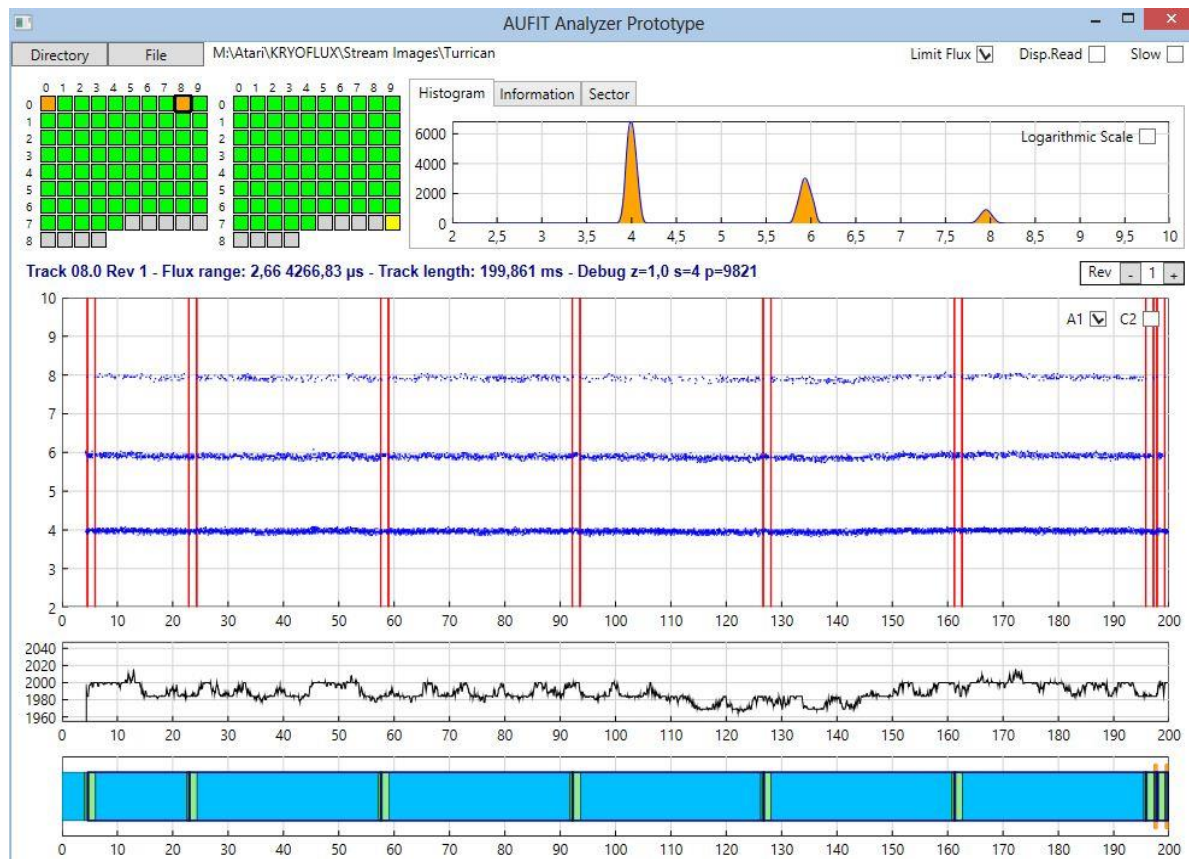 AUFIT Analyzer Prototype
Directory File M:\Atari\KRYOFLUX\Stream Images\Turrican Limit Flux Disp.Read Slow
0 1 2 3 4 5 6 7 8 9 0 1 2 3 4 5 6 7 8 9
0 0
1 1
2 2
3 3
4 4
5 5
6 6
7 7
8 8
Histogram Information Sector
Logarithmic Scale
6000
4000
2000
0
2 2,5 3 3,5 4 4,5 5 5,5 6 6,5 7 7,5 8 8,5 9 9,5 10
Track 08.0 Rev 1 - Flux range: 2,66 4266,83 µs - Track length: 199,861 ms - Debug z=1,0 s=4 p=9821 Rev - 1 +
A1 C2
10
9
8
7
6
5
4
3
2
0 10 20 30 40 50 60 70 80 90 100 110 120 130 140 150 160 170 180 190 200
2040
2020
2000
1980
1960
0 10 20 30 40 50 60 70 80 90 100 110 120 130 140 150 160 170 180 190 200
0 10 20 30 40 50 60 70 80 90 100 110 120 130 140 150 160 170 180 190 200